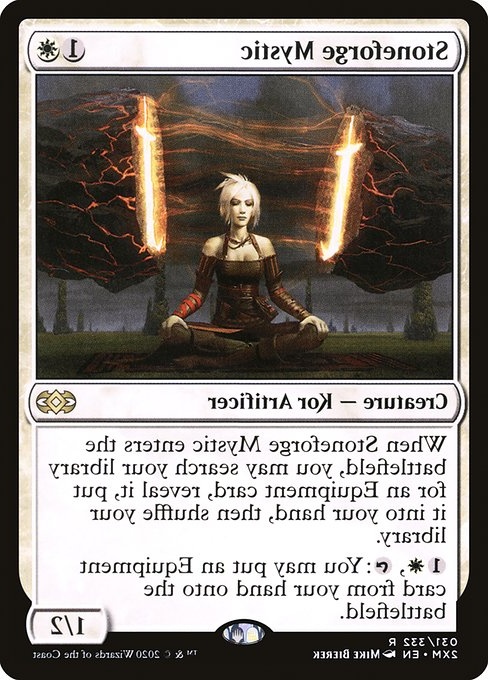 Stoneforge Mystic 1
Creature — Kor Artificer
When Stoneforge Mystic enters the
battlefield, you may search your library
for an Equipment card, reveal it, put
it into your hand, then shuffle your
library.
1, : You may put an Equipment
card from your hand onto the
battlefield.
1/2
031/332 R
2XM • EN Mike Bierek
™ & © 2020 Wizards of the Coast